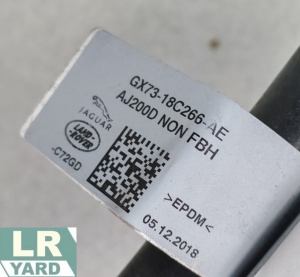 GX73-18C266-AE
AJ200D NON FBH
JAGUAR
LAND-
ROVER
-C72GD
>EPDM<
05.12.2018
LR
YARD